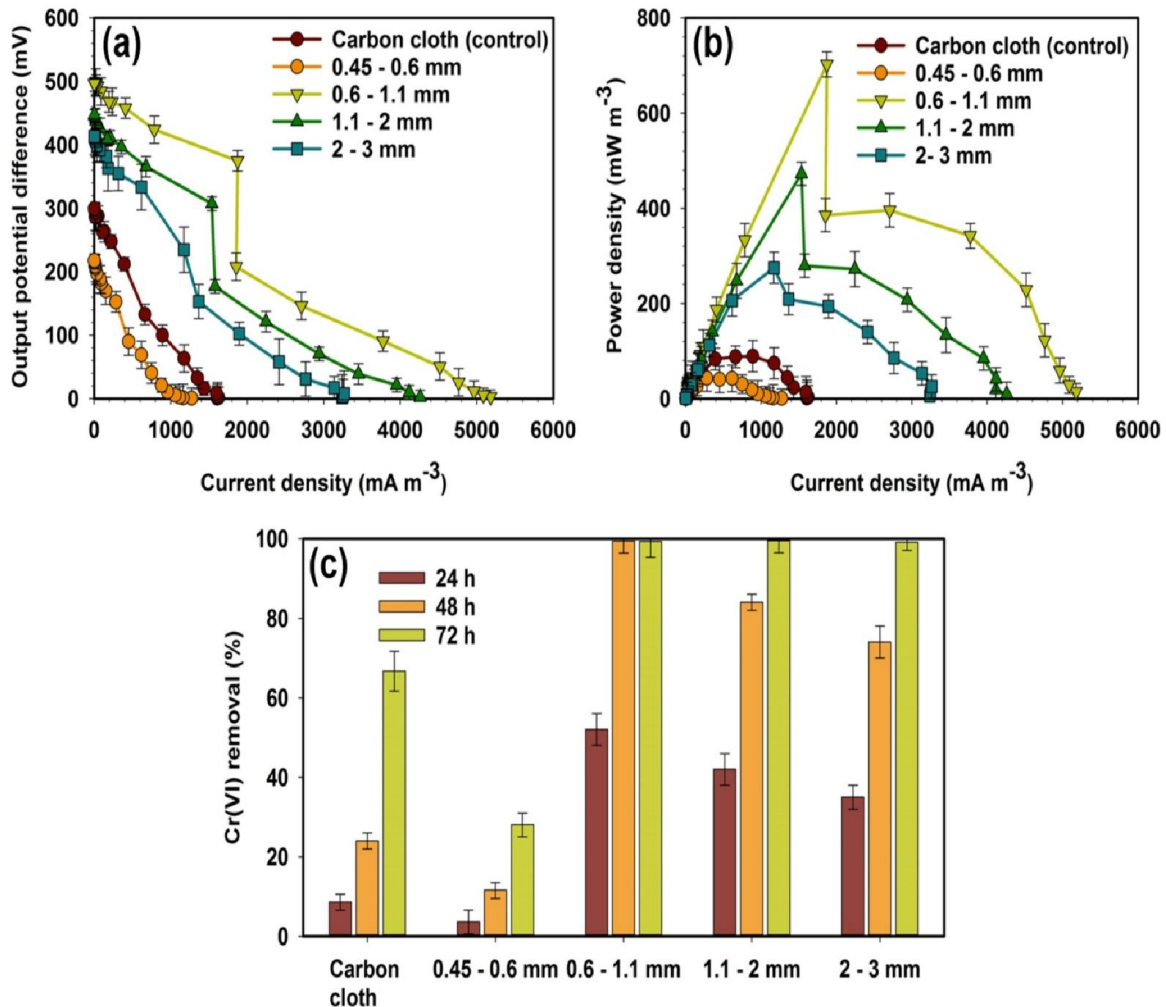 (a)
Output potential difference (mV)
600
500
400
300
200
100
0
Carbon cloth (control)
0.45 - 0.6 mm
0.6 - 1.1 mm
1.1 - 2 mm
2 - 3 mm
0 1000 2000 3000 4000 5000 6000
Current density (mA m⁻³)
(b)
Power density (mW m⁻³)
800
600
400
200
0
Carbon cloth (control)
0.45 - 0.6 mm
0.6 - 1.1 mm
1.1 - 2 mm
2- 3 mm
0 1000 2000 3000 4000 5000 6000
Current density (mA m⁻³)
(c)
Cr(VI) removal (%)
100
80
60
40
20
0
24 h
48 h
72 h
Carbon
cloth
0.45 - 0.6 mm
0.6 - 1.1 mm
1.1 - 2 mm
2 - 3 mm